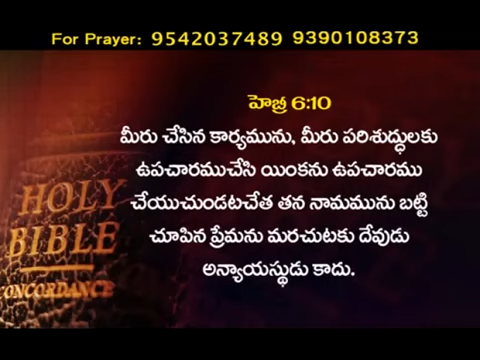 For Prayer: 9542037489 9390108373
హెబ్రీ 6:10
మీరు చేసిన కార్యమును, మీరు పరిశుద్ధులకు
ఉపచారముచేసి యింకను ఉపచారము
చేయుచుండుటచేత తన నామమును బట్టి
చూపిన ప్రేమను మరచుటకు దేవుడు
అన్యాయస్థుడు కాదు.
HOLY
BIBLE
CONCORDANCE